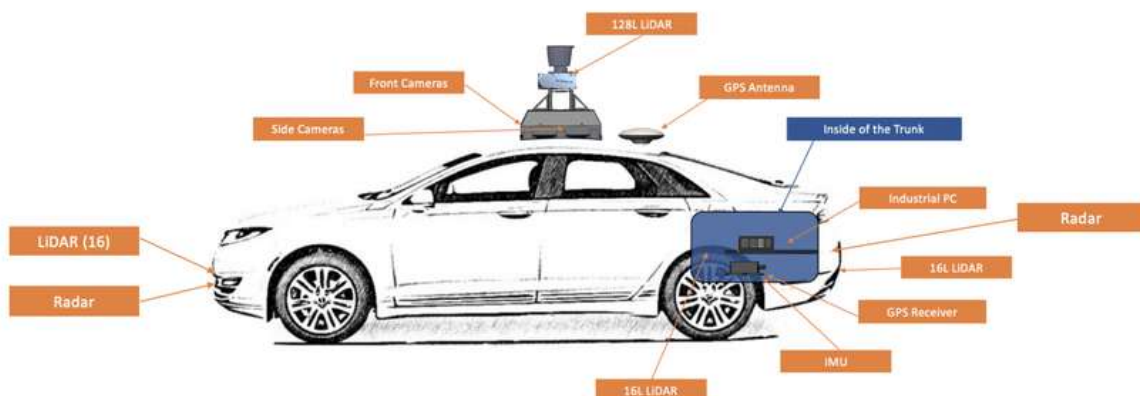 128L LiDAR
Front Cameras
GPS Antenna
Side Cameras
Inside of the Trunk
Industrial PC
Radar
LiDAR (16)
16L LiDAR
Radar
GPS Receiver
IMU
16L LiDAR